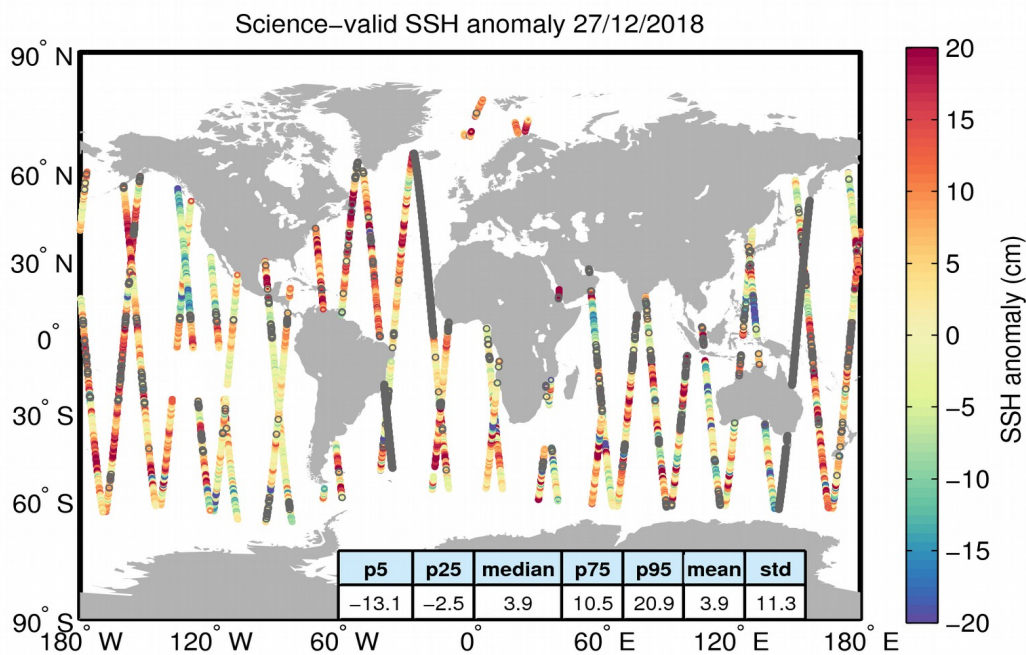 Science−valid SSH anomaly 27/12/2018
90° N
60° N
30° N
0°
30° S
60° S
90° S
180° W 120° W 60° W 0° 60° E 120° E 180° E
p5 p25 median p75 p95 mean std
−13.1 −2.5 3.9 10.5 20.9 3.9 11.3
20
15
10
5
0
−5
−10
−15
−20
SSH anomaly (cm)